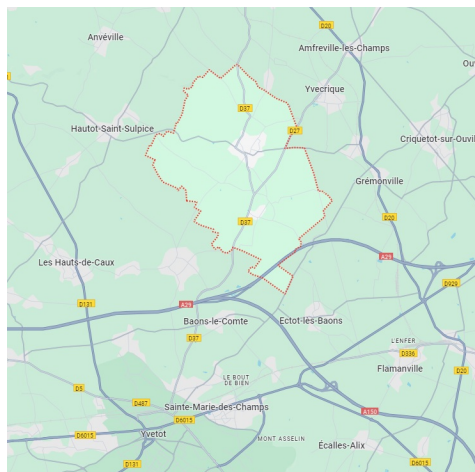 D20
Anvéville
Amfreville-les-Champs
Yvecrique
D37
D27
Hautot-Saint-Sulpice
Criquetot-sur-Ouvil
Grémonville
D20
D37
A29
Les Hauts-de-Caux
D929
D131
A29
Baons-le-Comte
Ectot-lès-Baons
D37
L'ENFER
D336
Flamanville
D20
LE BOUT
DE BIEN
D5
D467
Sainte-Marie-des-Champs
A150
D6015
D6015
Yvetot
MONT ASSELIN
Écalles-Alix
D131
D6015